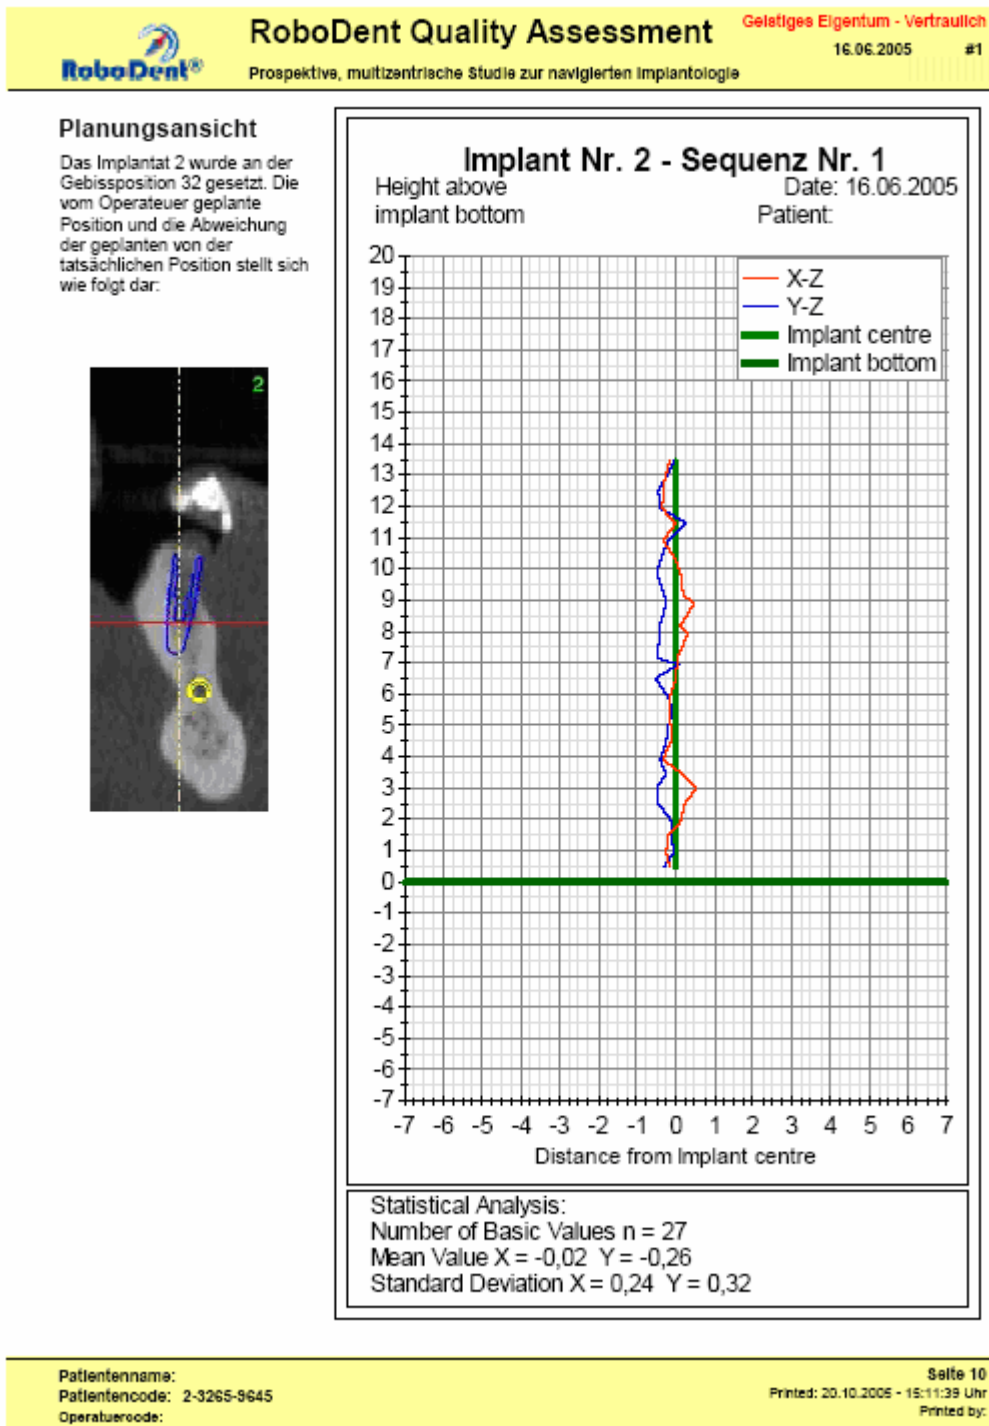 RoboDent®
RoboDent Quality Assessment
Prospektive, multizentrische Studie zur navigierten Implantologie
Geistiges Eigentum - Vertraulich
16.06.2005 #1
Planungsansicht
Das Implantat 2 wurde an der
Gebissposition 32 gesetzt. Die
vom Operateuer geplante
Position und die Abweichung
der geplanten von der
tatsächlichen Position stellt sich
wie folgt dar:
2
Implant Nr. 2 - Sequenz Nr. 1
Height above
implant bottom
Date: 16.06.2005
Patient:
X-Z
Y-Z
Implant centre
Implant bottom
20
19
18
17
16
15
14
13
12
11
10
9
8
7
6
5
4
3
2
1
0
-1
-2
-3
-4
-5
-6
-7
-7 -6 -5 -4 -3 -2 -1 0 1 2 3 4 5 6 7
Distance from Implant centre
Statistical Analysis:
Number of Basic Values n = 27
Mean Value X = -0,02 Y = -0,26
Standard Deviation X = 0,24 Y = 0,32
Patientenname:
Patientencode: 2-3265-9645
Operatuercode:
Seite 10
Printed: 20.10.2005 - 15:11:39 Uhr
Printed by: